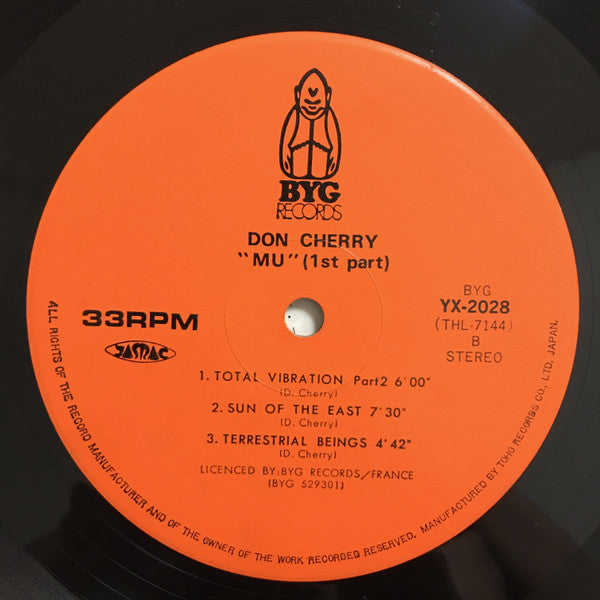 BYG
RECORDS
DON CHERRY
"MU" (1st part)
BYG
YX-2028
(THL-7144)
B
STEREO
33RPM
JASRAC
1. TOTAL VIBRATION Part2 6'00"
(D. Cherry)
2. SUN OF THE EAST 7'30"
(D. Cherry)
3. TERRESTRIAL BEINGS 4'42"
(D. Cherry)
LICENCED BY: BYG RECORDS/FRANCE
(BYG 529301)
ALL RIGHTS OF THE RECORD MANUFACTURER AND OF THE OWNER OF THE WORK RECORDED RESERVED. MANUFACTURED BY TOHO RECORDS CO., LTD. JAPAN.